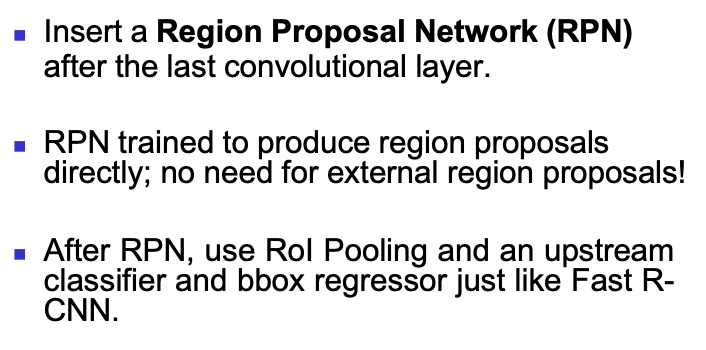 Insert a Region Proposal Network (RPN)
after the last convolutional layer.
RPN trained to produce region proposals
directly; no need for external region proposals!
After RPN, use RoI Pooling and an upstream
classifier and bbox regressor just like Fast R-
CNN.